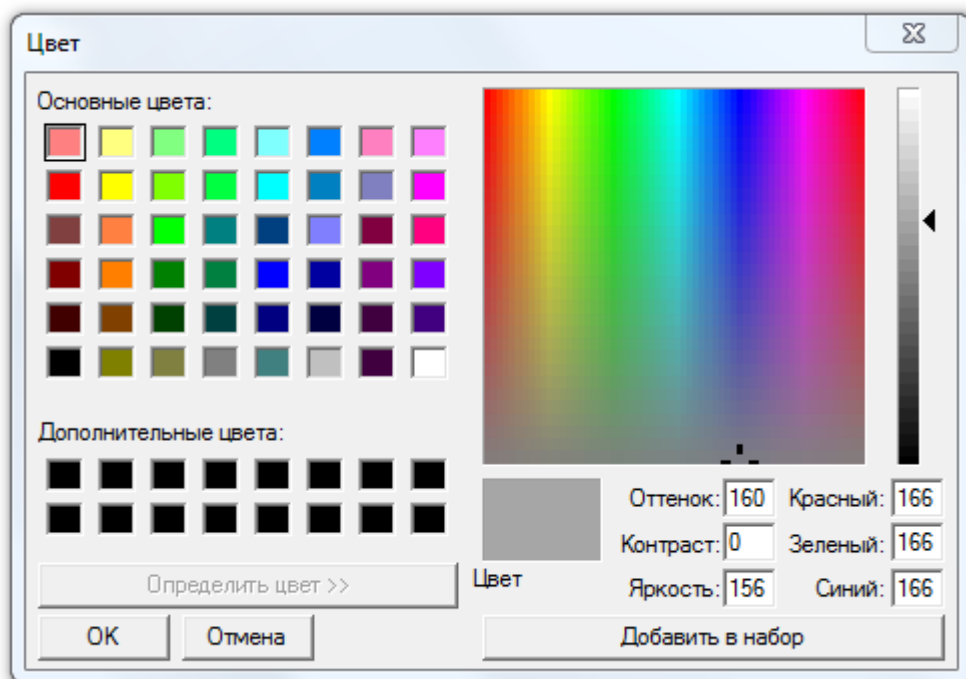 Цвет
Основные цвета:
Дополнительные цвета:
Определить цвет >>
OK
Отмена
Цвет
Оттенок: 160
Красный: 166
Контраст: 0
Зеленый: 166
Яркость: 156
Синий: 166
Добавить в набор